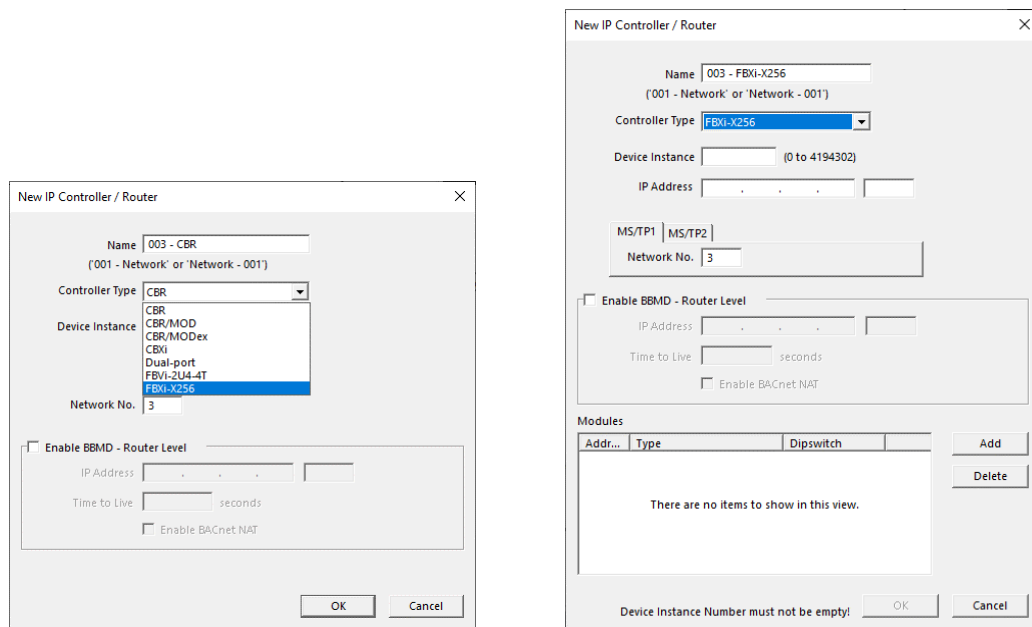 New IP Controller / Router
Name 003 - CBR
('001 - Network' or 'Network - 001')
Controller Type CBR
CBR
CBR/MOD
CBR/MODex
CBXi
Dual-port
FBVi-2U4-4T
FBXi-X256
Device Instance
Network No. 3
Enable BBMD - Router Level
IP Address . . .
Time to Live seconds
Enable BACnet NAT
OK Cancel
New IP Controller / Router
Name 003 - FBXi-X256
('001 - Network' or 'Network - 001')
Controller Type FBXi-X256
Device Instance (0 to 4194302)
IP Address . . .
MS/TP1 MS/TP2
Network No. 3
Enable BBMD - Router Level
IP Address . . .
Time to Live seconds
Enable BACnet NAT
Modules
Addr... Type Dipswitch
Add
Delete
There are no items to show in this view.
Device Instance Number must not be empty! OK Cancel